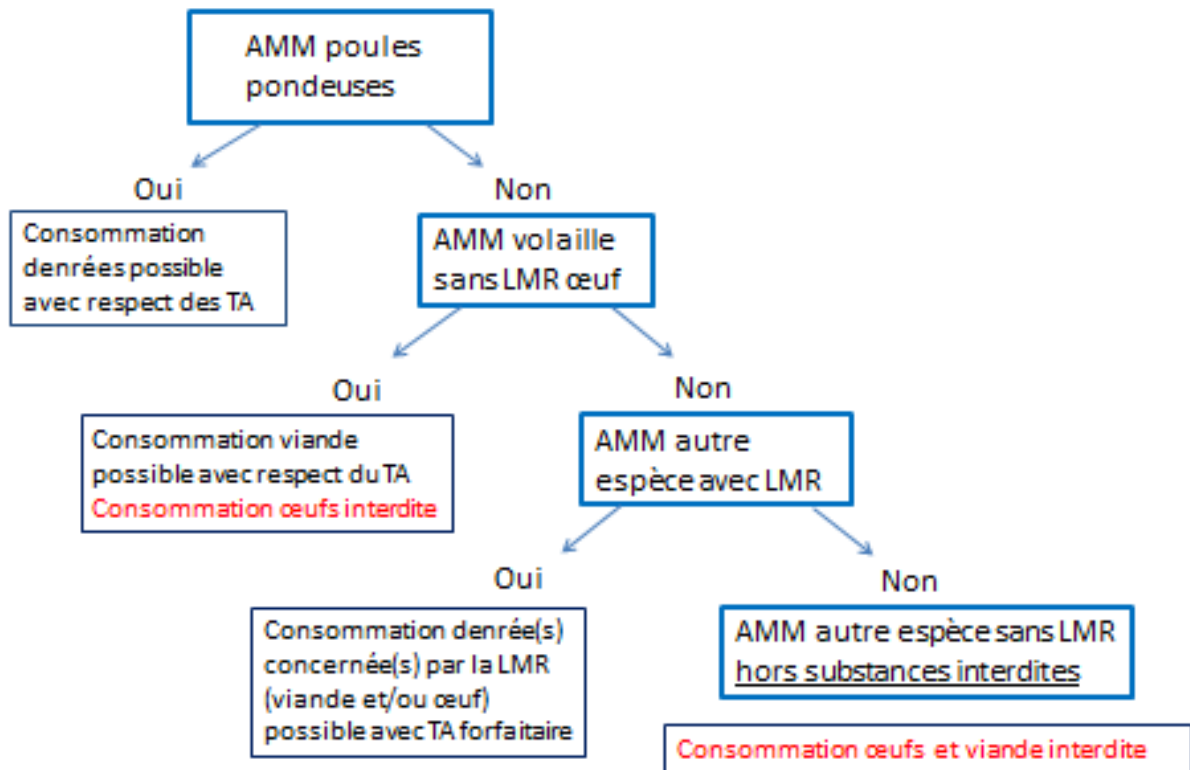 AMM poules
pondeuses
Oui
Non
Consommation
denrées possible
avec respect des TA
AMM volaille
sans LMR œuf
Oui
Non
Consommation viande
possible avec respect du TA
Consommation œufs interdite
AMM autre
espèce avec LMR
Oui
Non
Consommation denrée(s)
concernée(s) par la LMR
(viande et/ou œuf)
possible avec TA forfaitaire
AMM autre espèce sans LMR
hors substances interdites
Consommation œufs et viande interdite